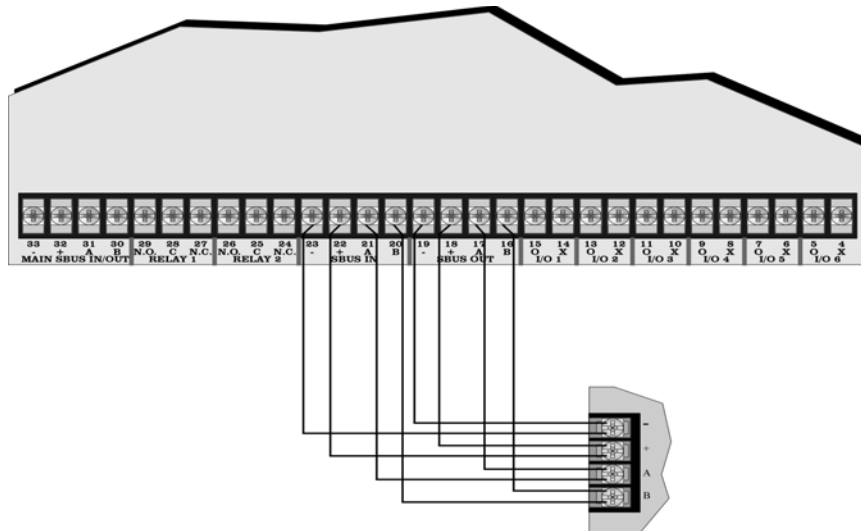 33 32 31 30 29 28 27 26 25 24 23 22 21 20 19 18 17 16 15 14 13 12 11 10 9 8 7 6 5 4
- + A B N.O. C N.C. N.O. C N.C. - + A B - + A B O X O X O X O X O X O X
MAIN SBUS IN/OUT RELAY 1 RELAY 2 SBUS IN SBUS OUT I/O 1 I/O 2 I/O 3 I/O 4 I/O 5 I/O 6
-
+
A
B